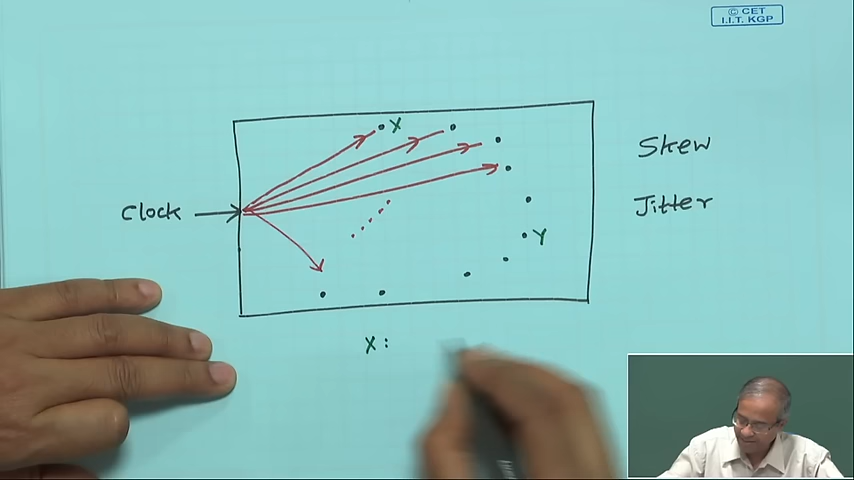 © CET
I.I.T. KGP
X
Skew
Clock
Jitter
Y
X: